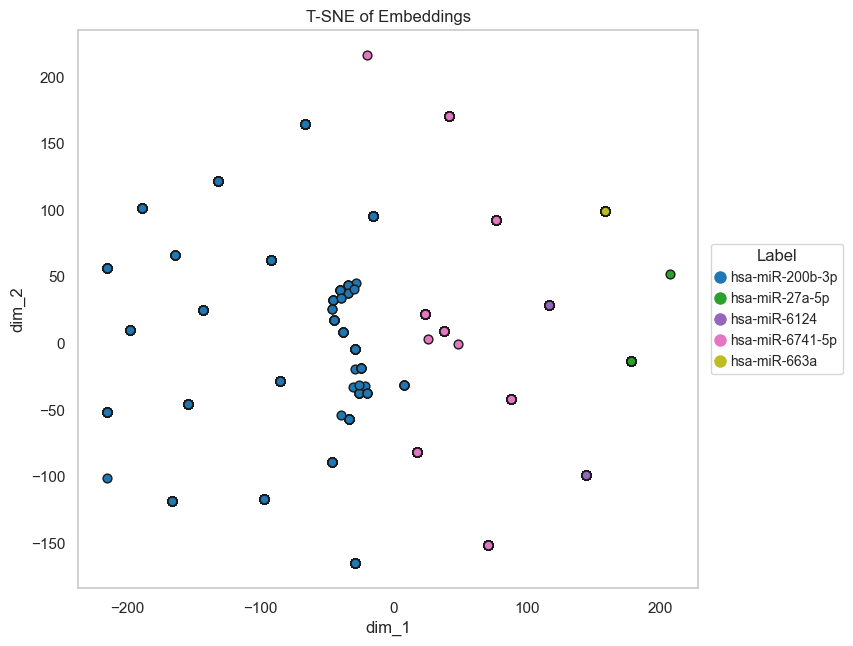 T-SNE of Embeddings
200
150
100
50
0
−50
−100
−150
dim_2
−200
−100
0
100
200
dim_1
Label
hsa-miR-200b-3p
hsa-miR-27a-5p
hsa-miR-6124
hsa-miR-6741-5p
hsa-miR-663a